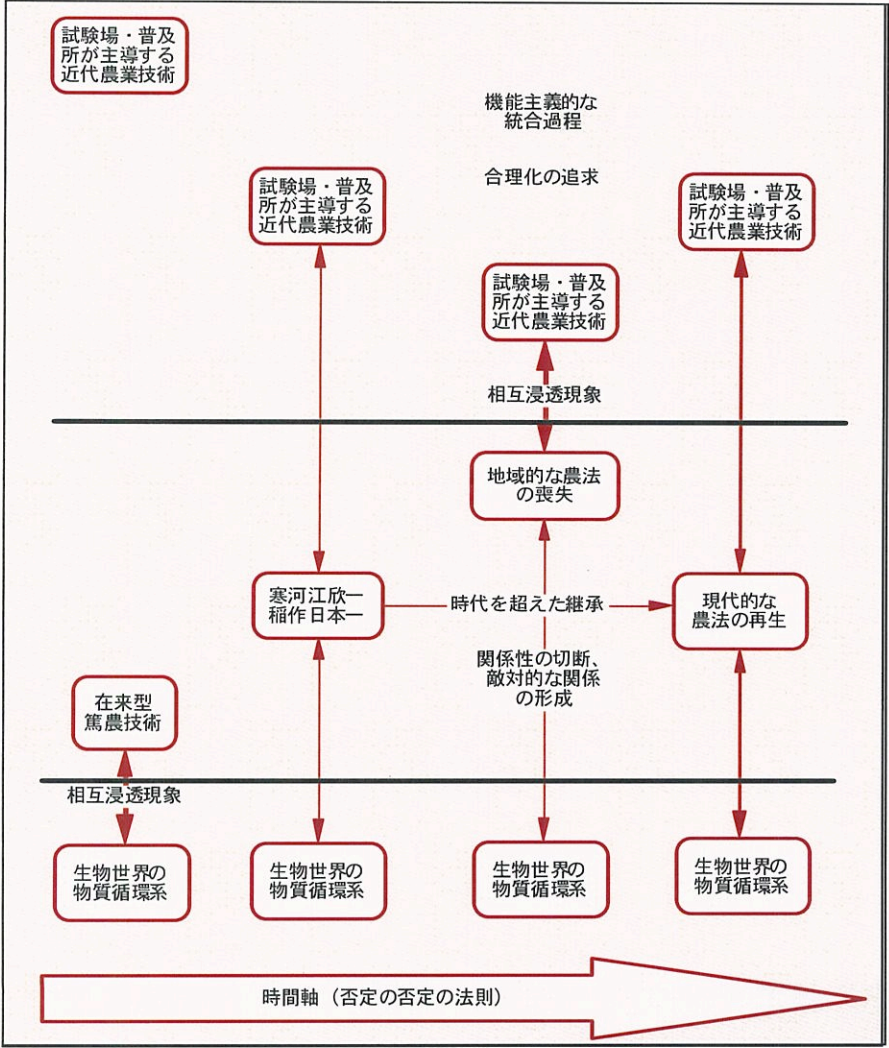 試験場・普及
所が主導する
近代農業技術
機能主義的な
統合過程
合理化の追求
試験場・普及
所が主導する
近代農業技術
試験場・普及
所が主導する
近代農業技術
試験場・普及
所が主導する
近代農業技術
相互浸透現象
地域的な農法
の喪失
寒河江欣一
稲作日本一
時代を超えた継承
現代的な
農法の再生
関係性の切断、
敵対的な関係
の形成
在来型
篤農技術
相互浸透現象
生物世界の
物質循環系
生物世界の
物質循環系
生物世界の
物質循環系
生物世界の
物質循環系
時間軸（否定の否定の法則）